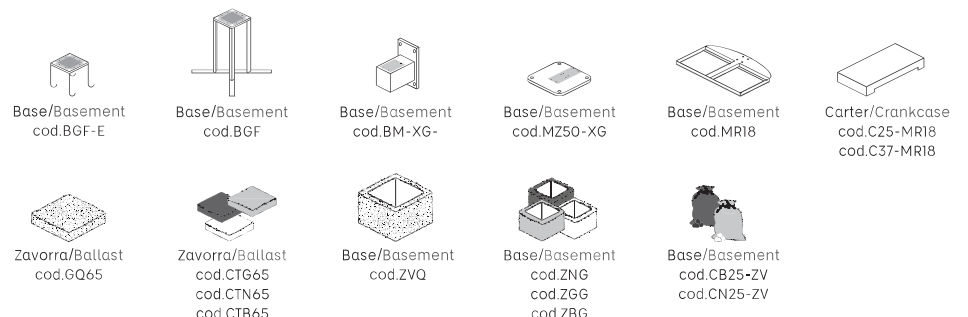 Base/Basement
cod.BGF-E
Base/Basement
cod.BGF
Base/Basement
cod.BM-XG-
Base/Basement
cod.MZ50-XG
Base/Basement
cod.MR18
Carter/Crankcase
cod.C25-MR18
cod.C37-MR18
Zavorra/Ballast
cod.GQ65
Zavorra/Ballast
cod.CTG65
cod.CTN65
cod.CTB65
Base/Basement
cod.ZVQ
Base/Basement
cod.ZNG
cod.ZGG
cod.ZBG
Base/Basement
cod.CB25-ZV
cod.CN25-ZV